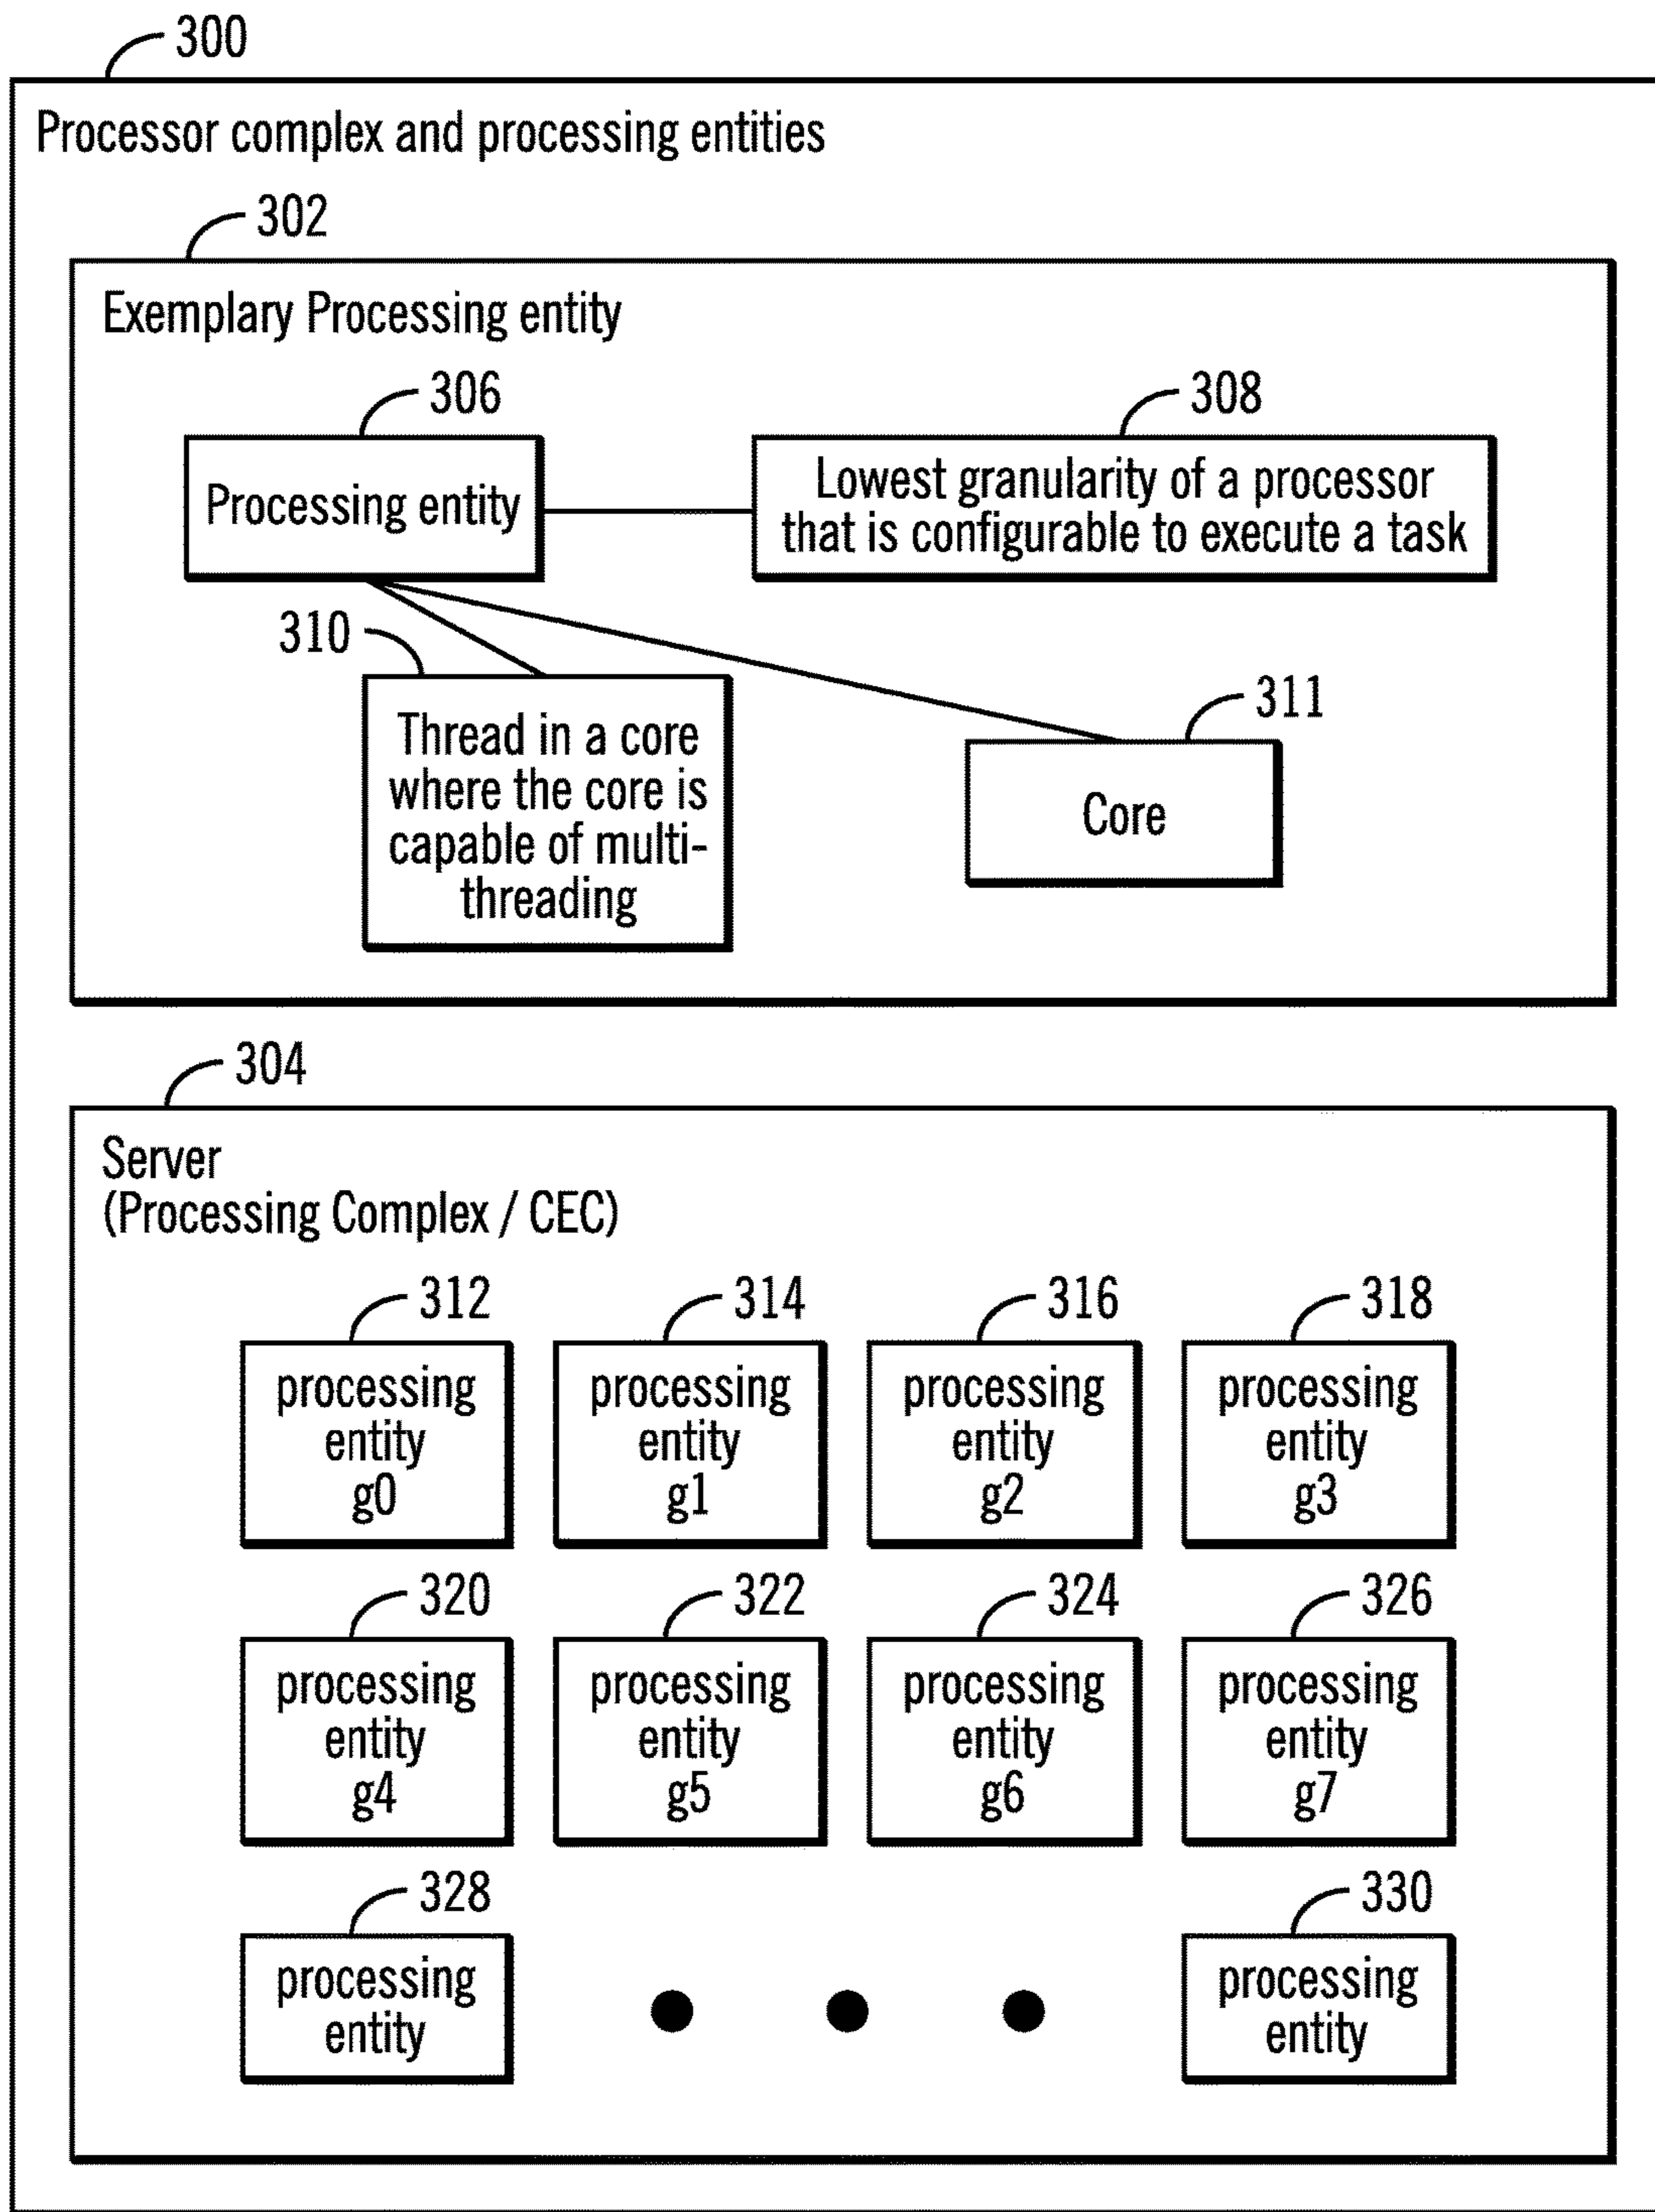 300
Processor complex and processing entities
302
Exemplary Processing entity
306
308
Processing entity
Lowest granularity of a processor
that is configurable to execute a task
310
311
Thread in a core
where the core is
capable of multi-
threading
Core
304
Server
(Processing Complex / CEC)
312
314
316
318
processing
entity
g0
processing
entity
g1
processing
entity
g2
processing
entity
g3
320
322
324
326
processing
entity
g4
processing
entity
g5
processing
entity
g6
processing
entity
g7
328
330
processing
entity
processing
entity